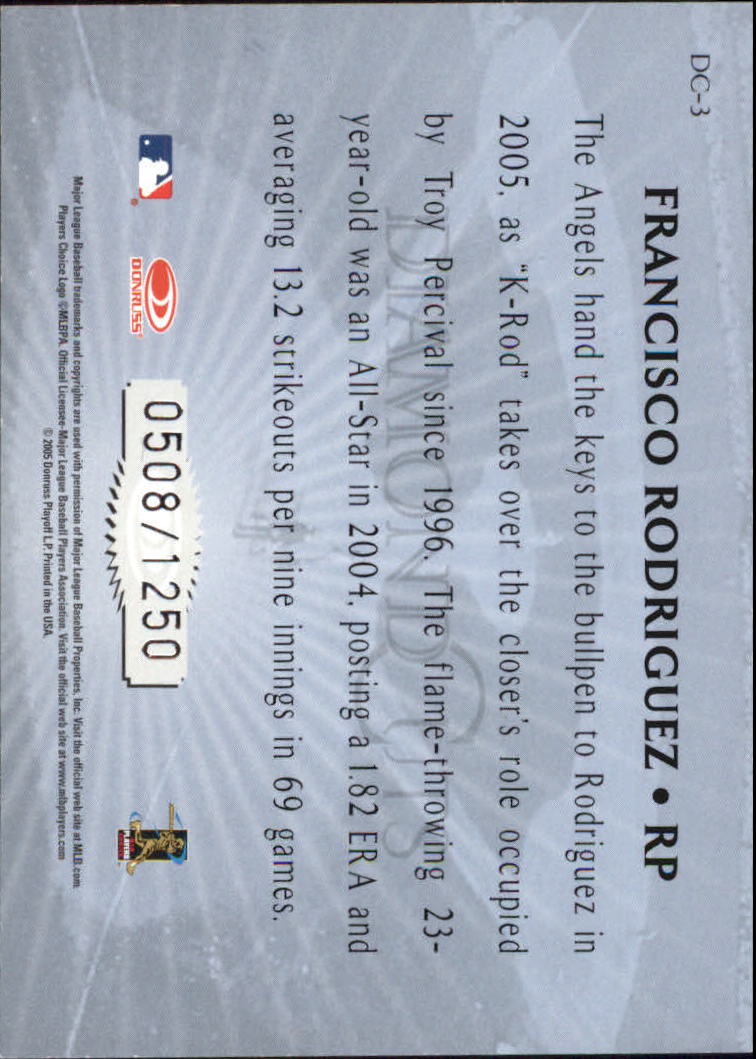 DC-3
FRANCISCO RODRIGUEZ • RP
The Angels hand the keys to the bullpen to Rodriguez in
2005, as "K-Rod" takes over the closer's role occupied
by Troy Percival since 1996. The flame-throwing 23-
year-old was an All-Star in 2004, posting a 1.82 ERA and
averaging 13.2 strikeouts per nine innings in 69 games.
DIAMOND CUTS
DONRUSS
0508/1250
PLAYERS
Major League Baseball trademarks and copyrights are used with permission of Major League Baseball Properties, Inc. Visit the official web site at MLB.com.
Players Choice Logo ©MLBPA. Official Licensee-Major League Baseball Players Association. Visit the official web site at www.mlbplayers.com
© 2005 Donruss Playoff L.P. Printed in the USA.